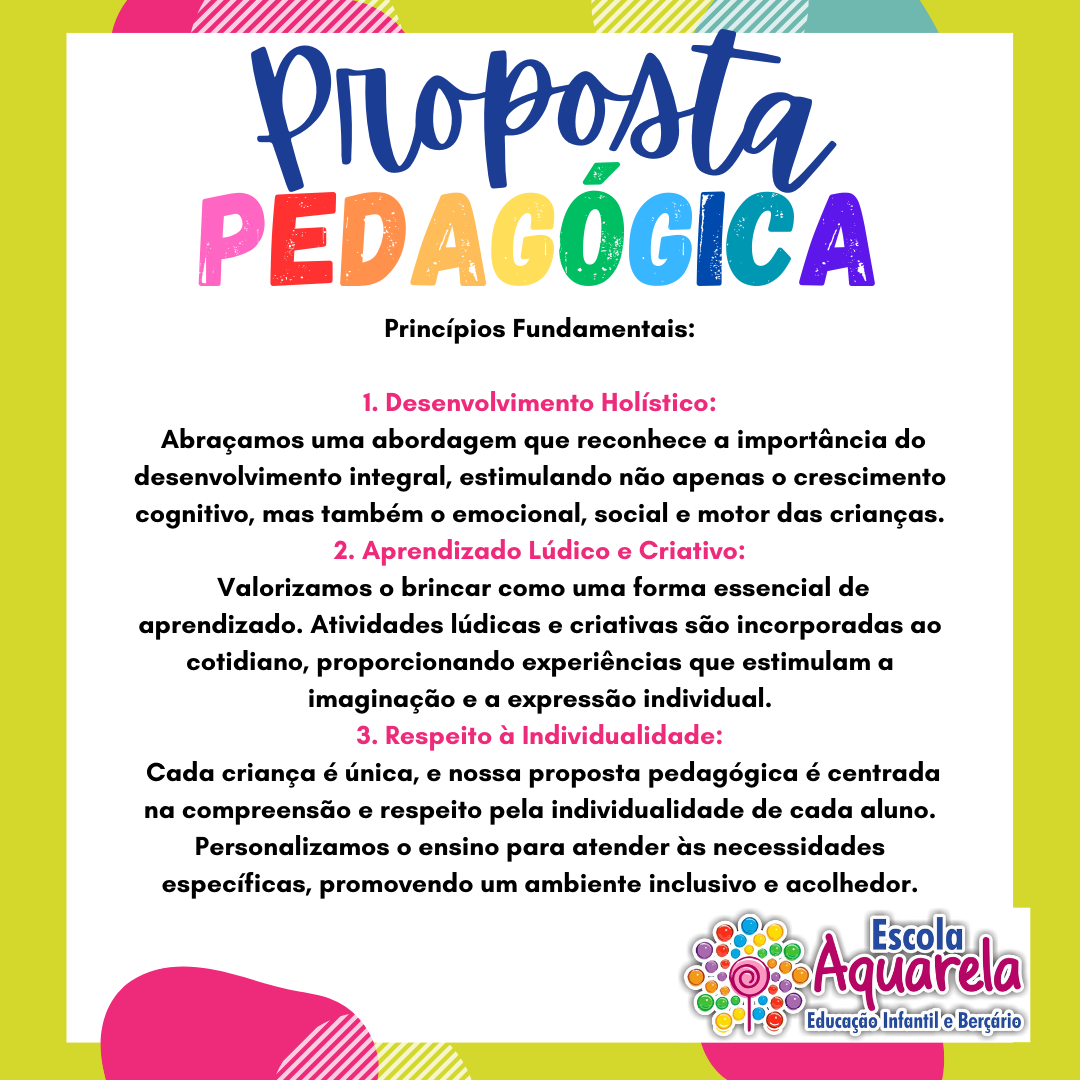 Proposta
PEDAGÓGICA
Princípios Fundamentais:
1. Desenvolvimento Holístico:
Abraçamos uma abordagem que reconhece a importância do
desenvolvimento integral, estimulando não apenas o crescimento
cognitivo, mas também o emocional, social e motor das crianças.
2. Aprendizado Lúdico e Criativo:
Valorizamos o brincar como uma forma essencial de
aprendizado. Atividades lúdicas e criativas são incorporadas ao
cotidiano, proporcionando experiências que estimulam a
imaginação e a expressão individual.
3. Respeito à Individualidade:
Cada criança é única, e nossa proposta pedagógica é centrada
na compreensão e respeito pela individualidade de cada aluno.
Personalizamos o ensino para atender às necessidades
específicas, promovendo um ambiente inclusivo e acolhedor.
Escola
Aquarela
Educação Infantil e Berçário